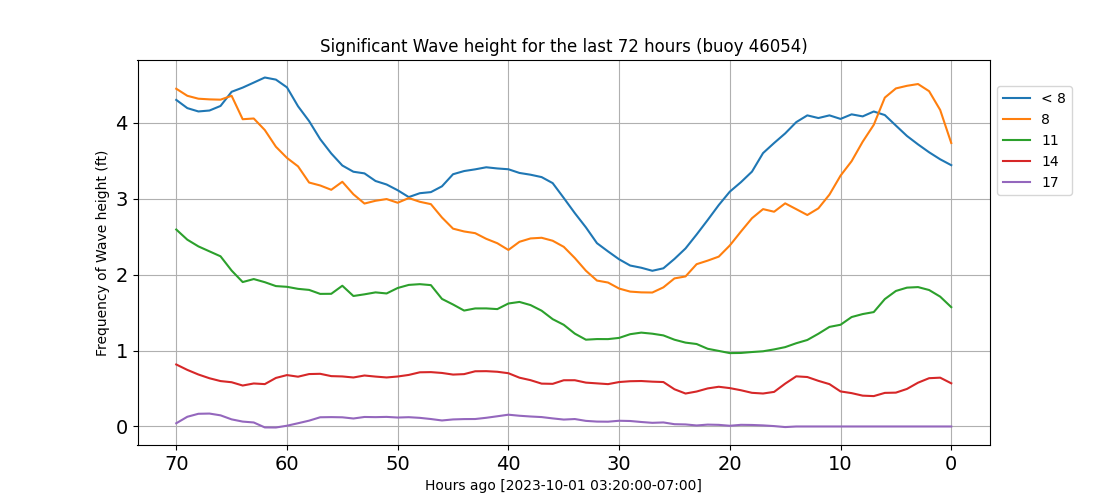 Significant Wave height for the last 72 hours (buoy 46054)
Frequency of Wave height (ft)
4
3
2
1
0
70 60 50 40 30 20 10 0
Hours ago [2023-10-01 03:20:00-07:00]
< 8
8
11
14
17